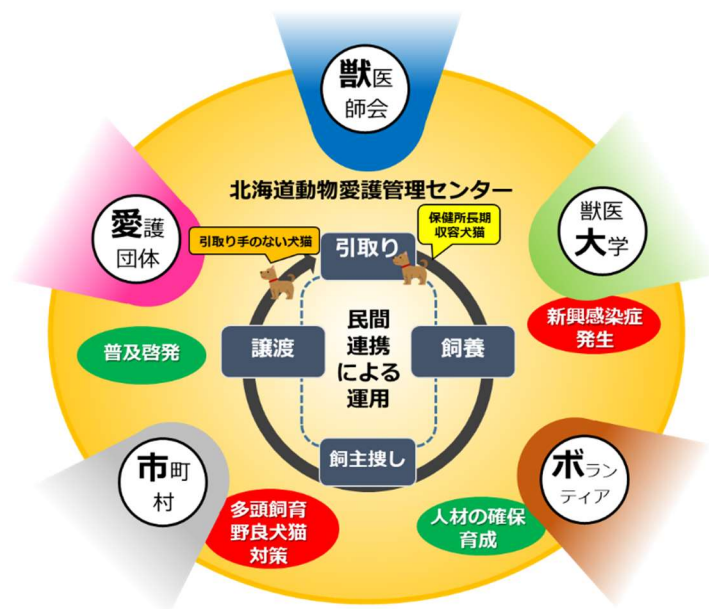 獣医
師会
北海道動物愛護管理センター
愛護
団体
獣医
大学
引取り手のない犬猫
保健所長期
収容犬猫
引取り
新興感染症
発生
普及啓発
譲渡
民間
連携
による
運用
飼養
飼主捜し
市町
村
ボラン
ティア
多頭飼育
野良犬猫
対策
人材の確保
育成